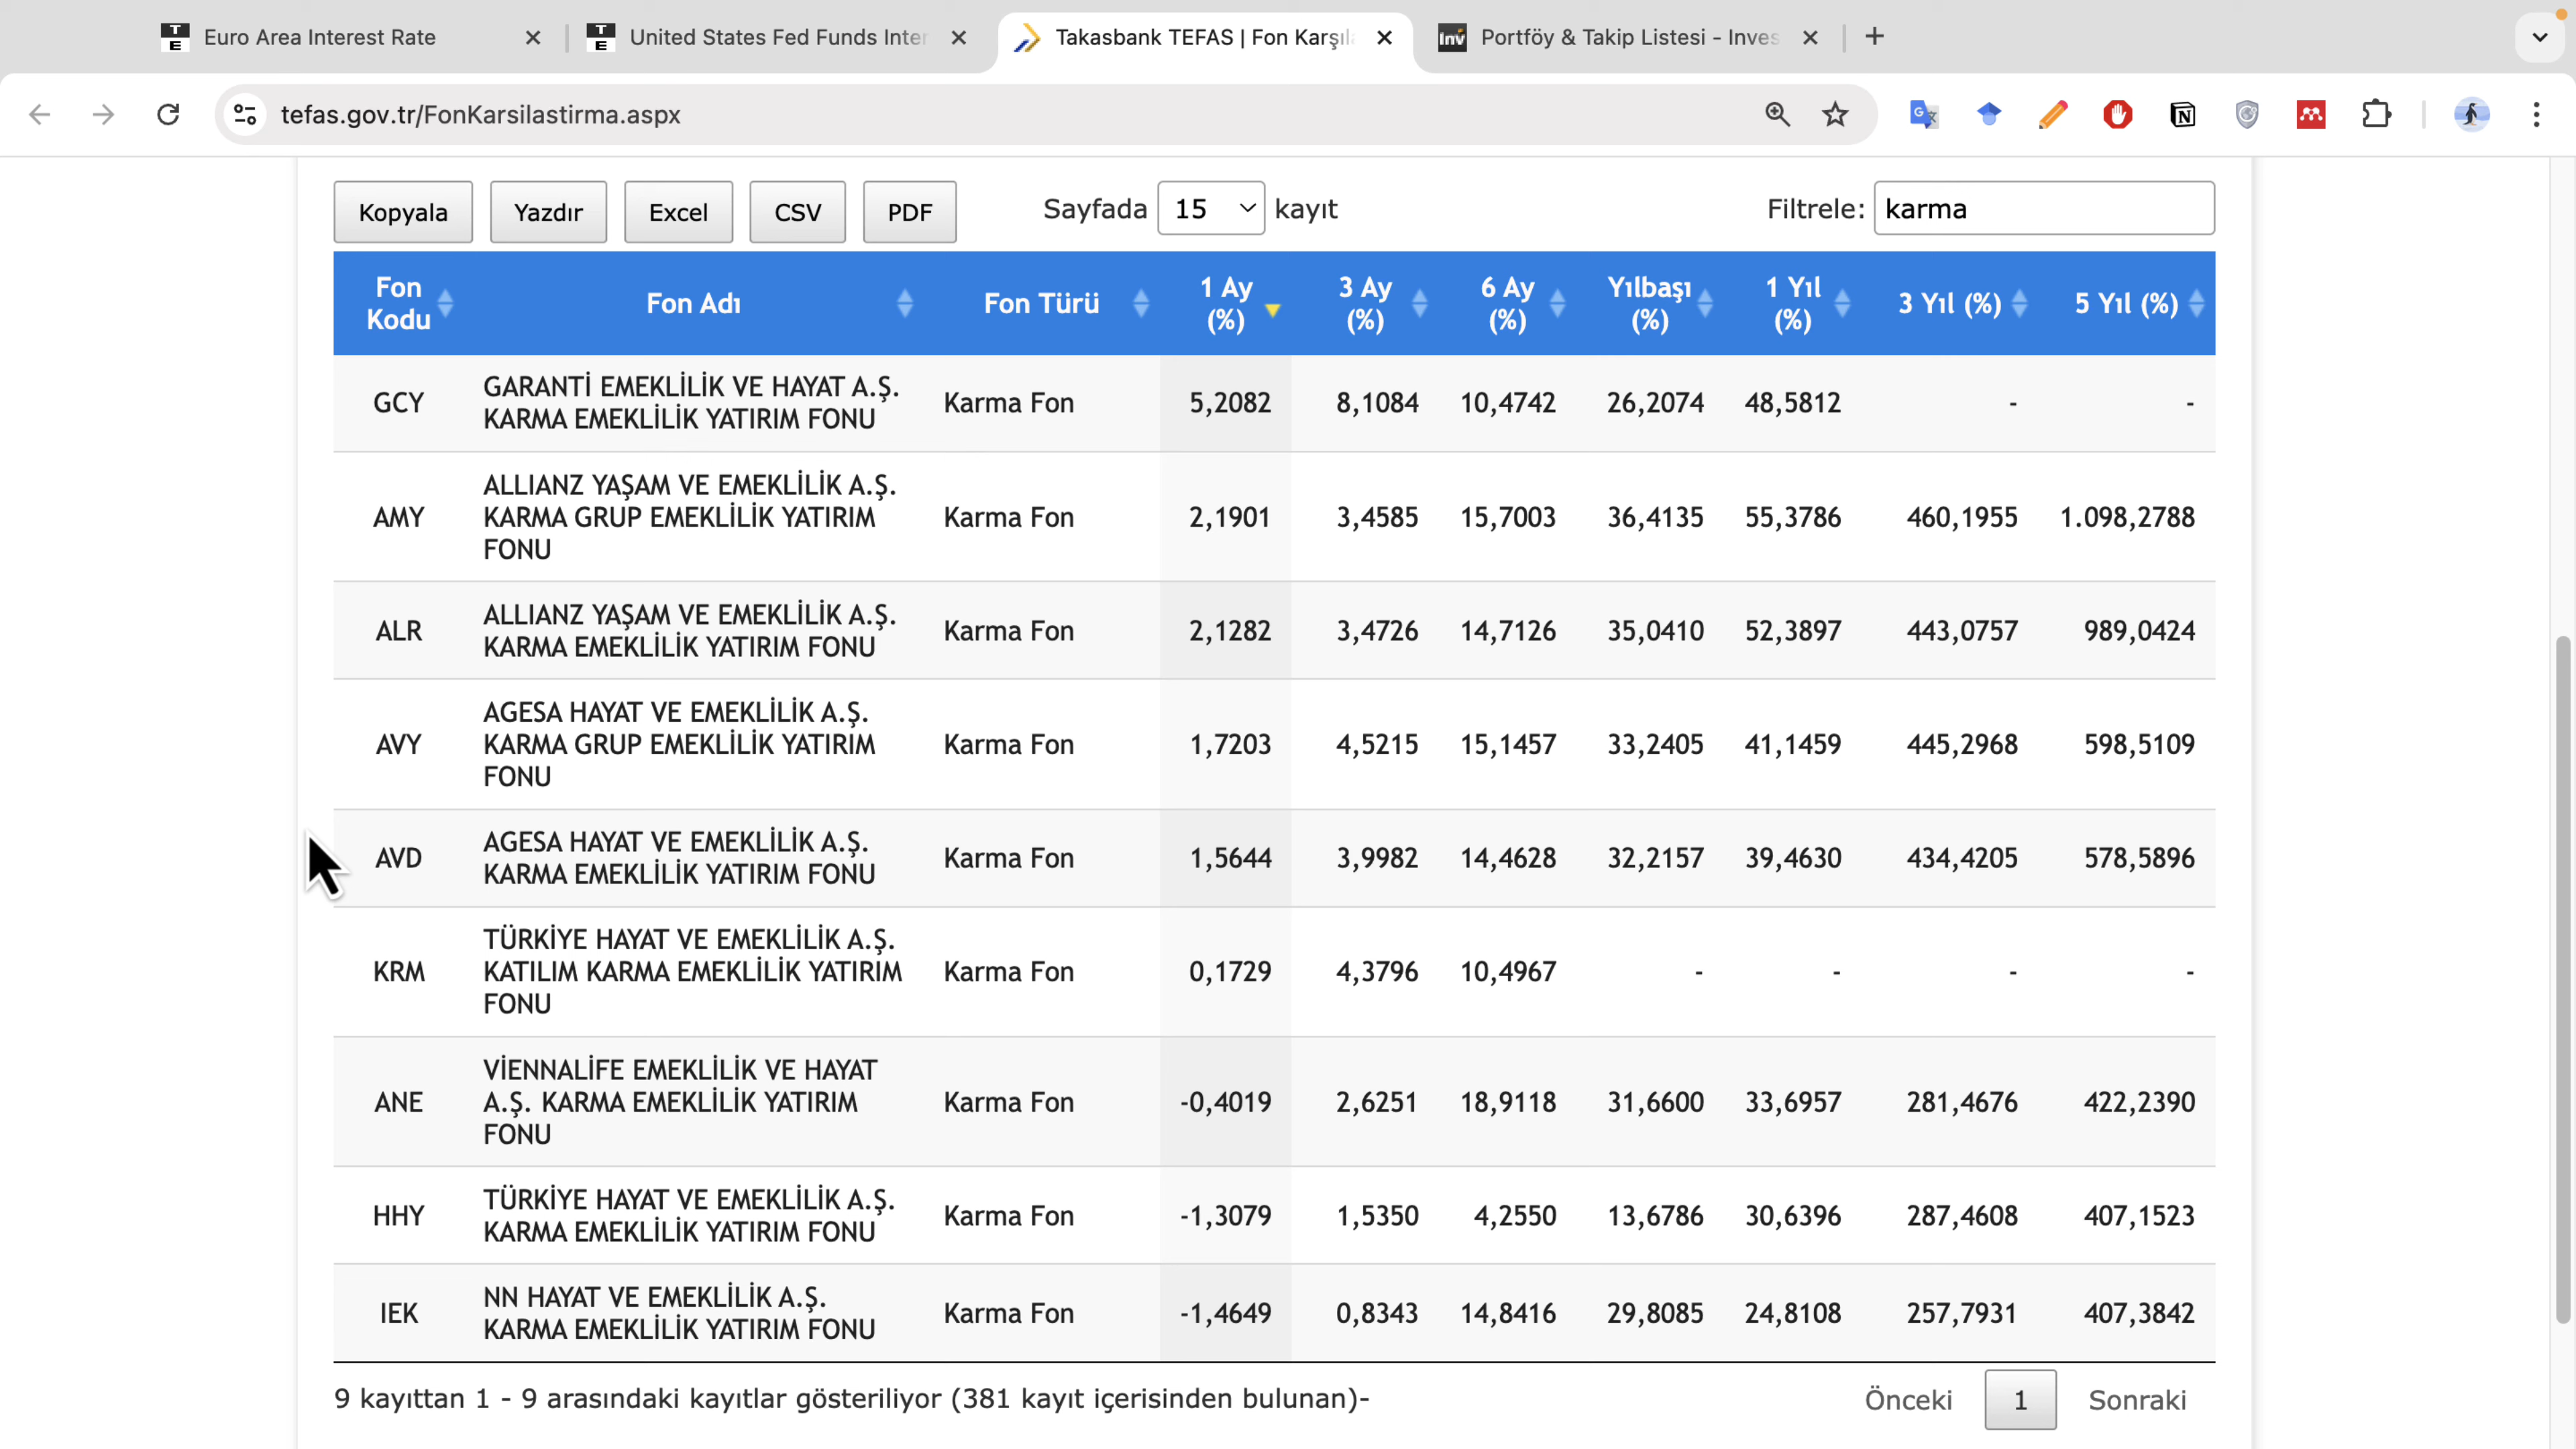 Euro Area Interest Rate
United States Fed Funds Inter
Takasbank TEFAS | Fon Karşıla
Portföy & Takip Listesi - Inves
tefas.gov.tr/FonKarsilastirma.aspx
Kopyala Yazdır Excel CSV PDF Sayfada 15 kayıt Filtrele: karma
Fon Kodu Fon Adı Fon Türü 1 Ay (%) 3 Ay (%) 6 Ay (%) Yılbaşı (%) 1 Yıl (%) 3 Yıl (%) 5 Yıl (%)
GCY GARANTİ EMEKLİLİK VE HAYAT A.Ş. Karma Fon 5,2082 8,1084 10,4742 26,2074 48,5812 - -
KARMA EMEKLİLİK YATIRIM FONU
AMY ALLIANZ YAŞAM VE EMEKLİLİK A.Ş. Karma Fon 2,1901 3,4585 15,7003 36,4135 55,3786 460,1955 1.098,2788
KARMA GRUP EMEKLİLİK YATIRIM
FONU
ALR ALLIANZ YAŞAM VE EMEKLİLİK A.Ş. Karma Fon 2,1282 3,4726 14,7126 35,0410 52,3897 443,0757 989,0424
KARMA EMEKLİLİK YATIRIM FONU
AVY AGESA HAYAT VE EMEKLİLİK A.Ş. Karma Fon 1,7203 4,5215 15,1457 33,2405 41,1459 445,2968 598,5109
KARMA GRUP EMEKLİLİK YATIRIM
FONU
AVD AGESA HAYAT VE EMEKLİLİK A.Ş. Karma Fon 1,5644 3,9982 14,4628 32,2157 39,4630 434,4205 578,5896
KARMA EMEKLİLİK YATIRIM FONU
KRM TÜRKİYE HAYAT VE EMEKLİLİK A.Ş. Karma Fon 0,1729 4,3796 10,4967 - - - -
KATILIM KARMA EMEKLİLİK YATIRIM
FONU
ANE VİENNALİFE EMEKLİLİK VE HAYAT Karma Fon -0,4019 2,6251 18,9118 31,6600 33,6957 281,4676 422,2390
A.Ş. KARMA EMEKLİLİK YATIRIM
FONU
HHY TÜRKİYE HAYAT VE EMEKLİLİK A.Ş. Karma Fon -1,3079 1,5350 4,2550 13,6786 30,6396 287,4608 407,1523
KARMA EMEKLİLİK YATIRIM FONU
IEK NN HAYAT VE EMEKLİLİK A.Ş. Karma Fon -1,4649 0,8343 14,8416 29,8085 24,8108 257,7931 407,3842
KARMA EMEKLİLİK YATIRIM FONU
9 kayıttan 1 - 9 arasındaki kayıtlar gösteriliyor (381 kayıt içerisinden bulunan)- Önceki 1 Sonraki